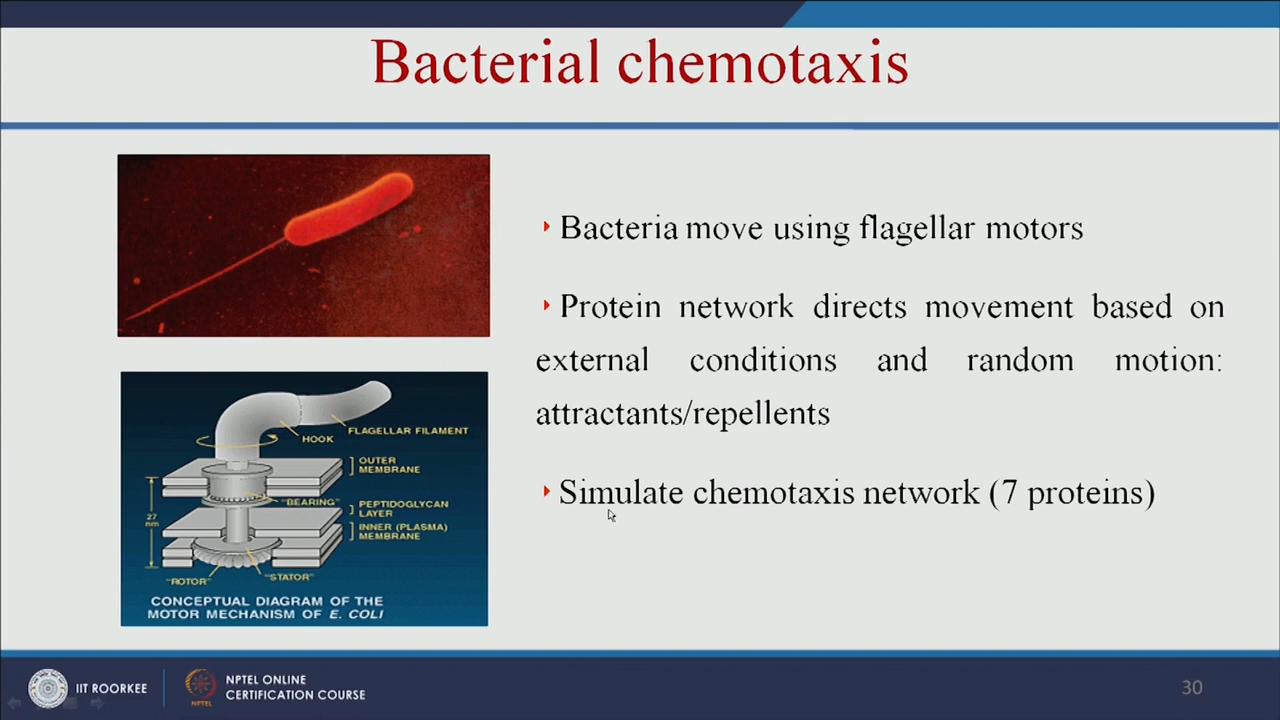 Bacterial chemotaxis
Bacteria move using flagellar motors
Protein network directs movement based on
external conditions and random motion:
attractants/repellents
Simulate chemotaxis network (7 proteins)
FLAGELLAR FILAMENT
HOOK
OUTER
MEMBRANE
"BEARING"
PEPTIDOGLYCAN
LAYER
INNER (PLASMA)
MEMBRANE
27
nm
"ROTOR"
"STATOR"
CONCEPTUAL DIAGRAM OF THE
MOTOR MECHANISM OF E. COLI
IIT ROORKEE
NPTEL
NPTEL ONLINE
CERTIFICATION COURSE
30